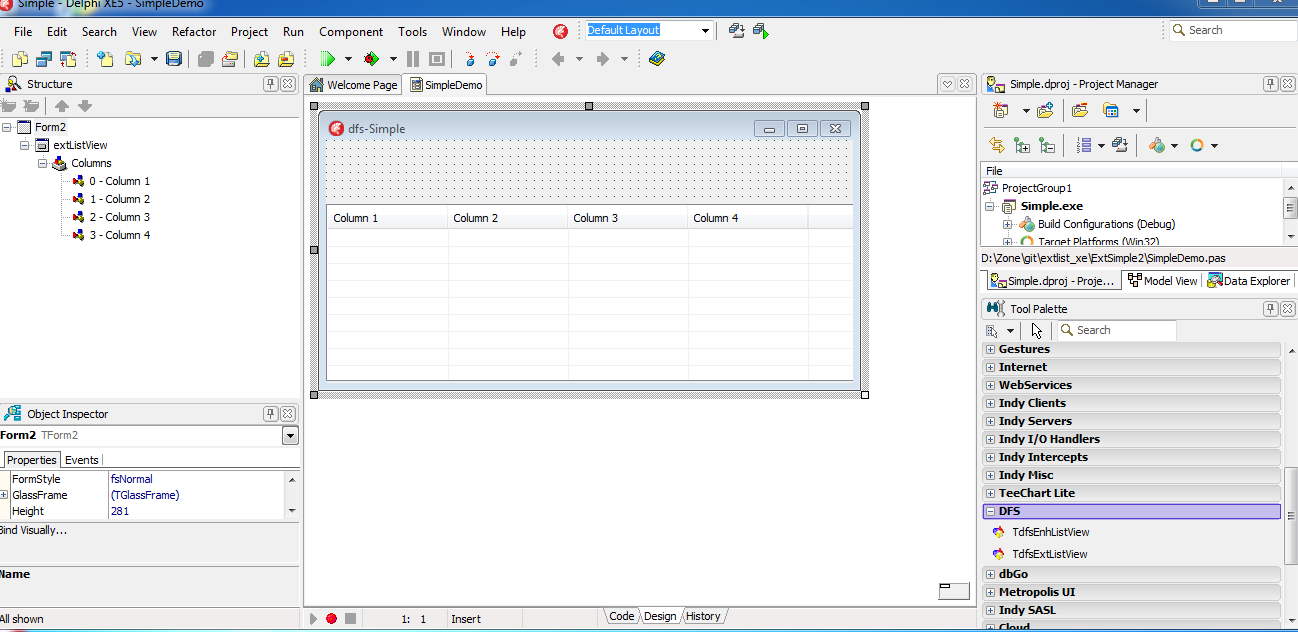 Simple - Delphi XE5 - SimpleDemo
File Edit Search View Refactor Project Run Component Tools Window Help
Default Layout
Search
Structure
Form2
extListView
Columns
0 - Column 1
1 - Column 2
2 - Column 3
3 - Column 4
Object Inspector
Form2 TForm2
Properties Events
FormStyle fsNormal
GlassFrame (TGlassFrame)
Height 281
Bind Visually...
Name
All shown
Welcome Page SimpleDemo
dfs-Simple
Column 1 Column 2 Column 3 Column 4
1: 1 Insert
Code Design History
Simple.dproj - Project Manager
File
ProjectGroup1
Simple.exe
Build Configurations (Debug)
Target Platforms (Win32)
D:\Zone\git\extlist_xe\ExtSimple2\SimpleDemo.pas
Simple.dproj - Proje... Model View Data Explorer
Tool Palette
Search
Gestures
Internet
WebServices
Indy Clients
Indy Servers
Indy I/O Handlers
Indy Intercepts
Indy Misc
TeeChart Lite
DFS
TdfsEnhListView
TdfsExtListView
dbGo
Metropolis UI
Indy SASL
Cloud